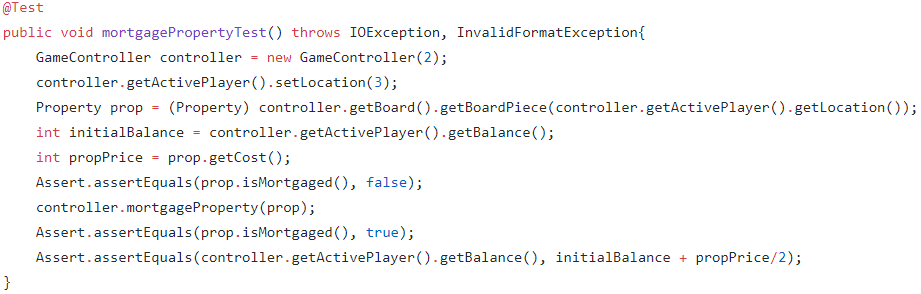 @Test
public void mortgagePropertyTest() throws IOException, InvalidFormatException{
    GameController controller = new GameController(2);
    controller.getActivePlayer().setLocation(3);
    Property prop = (Property) controller.getBoard().getBoardPiece(controller.getActivePlayer().getLocation());
    int initialBalance = controller.getActivePlayer().getBalance();
    int propPrice = prop.getCost();
    Assert.assertEquals(prop.isMortgaged(), false);
    controller.mortgageProperty(prop);
    Assert.assertEquals(prop.isMortgaged(), true);
    Assert.assertEquals(controller.getActivePlayer().getBalance(), initialBalance + propPrice/2);
}